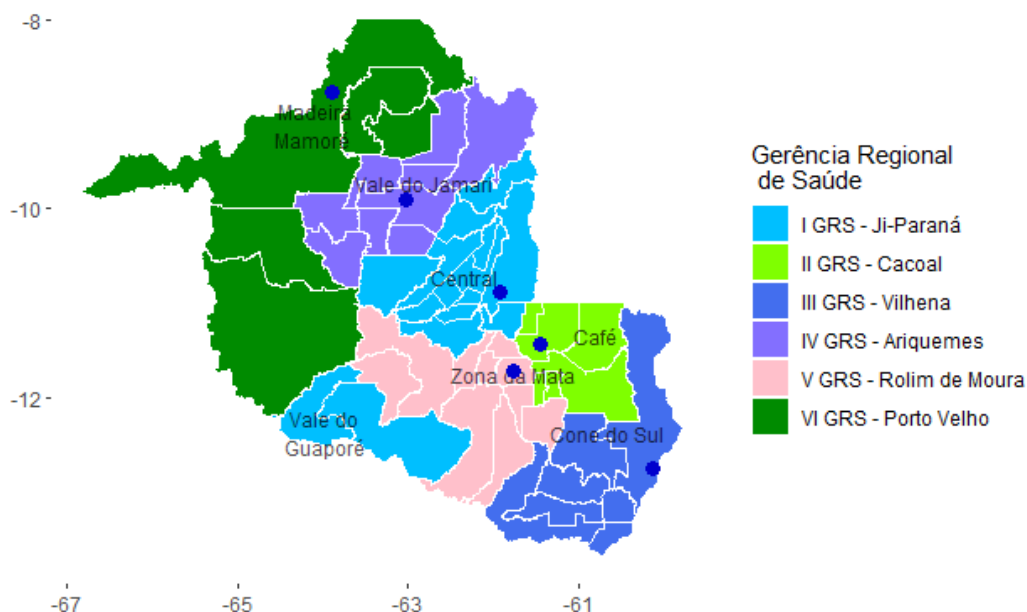 -8
-10
-12
-67
-65
-63
-61
Madeira
Mamoré
Vale do Jamari
Central
Café
Zona da Mata
Vale do
Guaporé
Cone do Sul
Gerência Regional
de Saúde
I GRS - Ji-Paraná
II GRS - Cacoal
III GRS - Vilhena
IV GRS - Ariquemes
V GRS - Rolim de Moura
VI GRS - Porto Velho